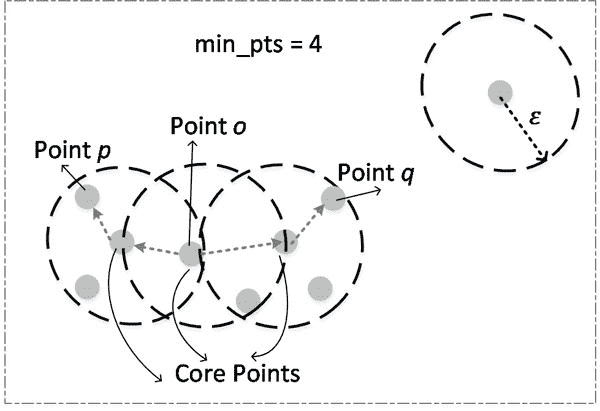 min_pts = 4
ε
Point o
Point p
Point q
Core Points